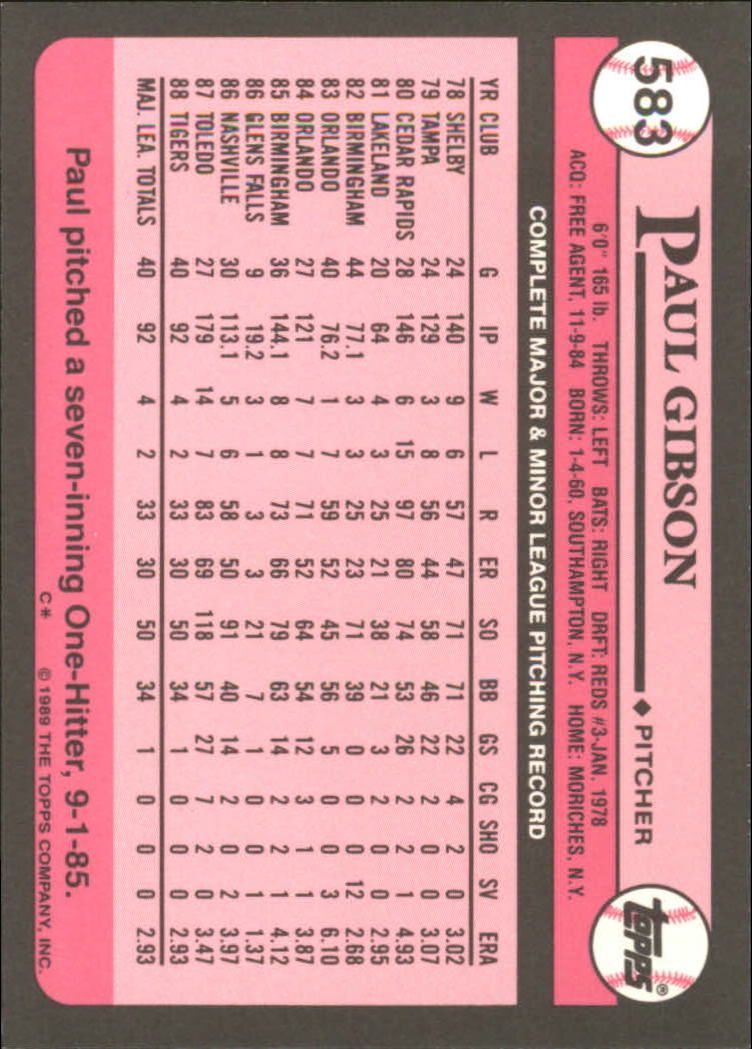 583
PAUL GIBSON ♦ PITCHER
topps®
6'0" 165 lb. THROWS: LEFT BATS: RIGHT DRFT: REDS #3-JAN. 1978
ACQ: FREE AGENT, 11-9-84 BORN: 1-4-60, SOUTHAMPTON, N.Y. HOME: MORICHES, N.Y.
COMPLETE MAJOR & MINOR LEAGUE PITCHING RECORD
YR CLUB G IP W L R ER SO BB GS CG SHO SV ERA
78 SHELBY 24 140 9 6 57 47 71 71 22 4 2 0 3.02
79 TAMPA 24 129 3 8 56 44 58 46 22 2 0 0 3.07
80 CEDAR RAPIDS 28 146 6 15 97 80 74 53 26 2 2 1 4.93
81 LAKELAND 20 64 4 3 25 21 38 21 3 2 0 0 2.95
82 BIRMINGHAM 44 77.1 3 3 25 23 71 39 0 0 0 12 2.68
83 ORLANDO 40 76.2 1 7 59 52 45 56 5 0 0 3 6.10
84 ORLANDO 27 121 7 7 71 52 64 54 12 3 1 1 3.87
85 BIRMINGHAM 36 144.1 8 8 73 66 79 63 14 2 2 1 4.12
86 GLENS FALLS 9 19.2 3 1 3 3 21 7 1 0 0 1 1.37
86 NASHVILLE 30 113.1 5 6 58 50 91 40 14 2 0 2 3.97
87 TOLEDO 27 179 14 7 83 69 118 57 27 7 2 0 3.47
88 TIGERS 40 92 4 2 33 30 50 34 1 0 0 0 2.93
MAJ. LEA. TOTALS 40 92 4 2 33 30 50 34 1 0 0 0 2.93
Paul pitched a seven-inning One-Hitter, 9-1-85.
C* © 1989 THE TOPPS COMPANY, INC.